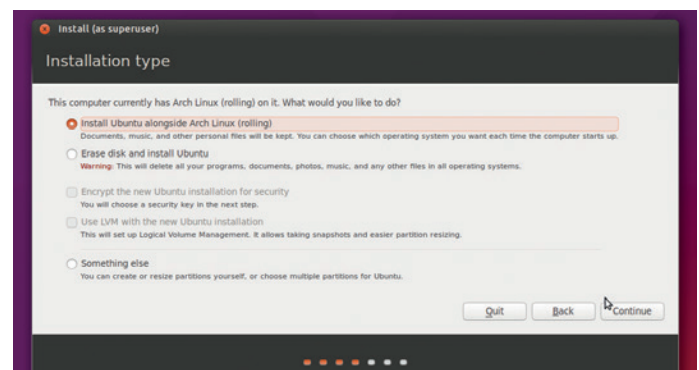 Install (as superuser)
Installation type
This computer currently has Arch Linux (rolling) on it. What would you like to do?
Install Ubuntu alongside Arch Linux (rolling)
Documents, music, and other personal files will be kept. You can choose which operating system you want each time the computer starts up.
Erase disk and install Ubuntu
Warning: This will delete all your programs, documents, photos, music, and any other files in all operating systems.
Encrypt the new Ubuntu installation for security
You will choose a security key in the next step.
Use LVM with the new Ubuntu installation
This will set up Logical Volume Management. It allows taking snapshots and easier partition resizing.
Something else
You can create or resize partitions yourself, or choose multiple partitions for Ubuntu.
Quit Back Continue